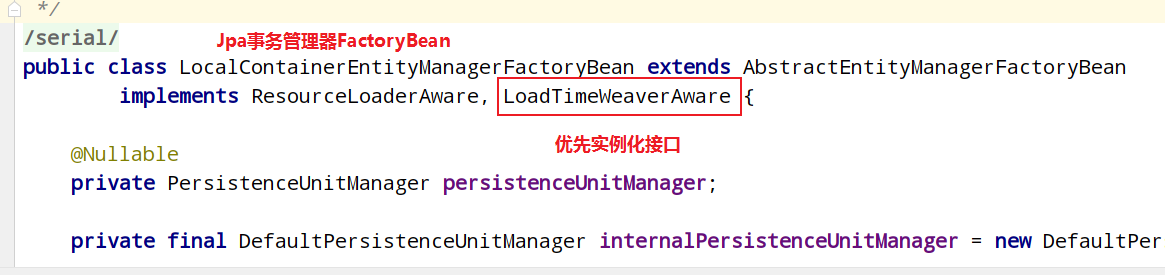 */
/serial/
Jpa事务管理器FactoryBean
public class LocalContainerEntityManagerFactoryBean extends AbstractEntityManagerFactoryBean
implements ResourceLoaderAware, LoadTimeWeaverAware {
优先实例化接口
@Nullable
private PersistenceUnitManager persistenceUnitManager;
private final DefaultPersistenceUnitManager internalPersistenceUnitManager = new DefaultPer